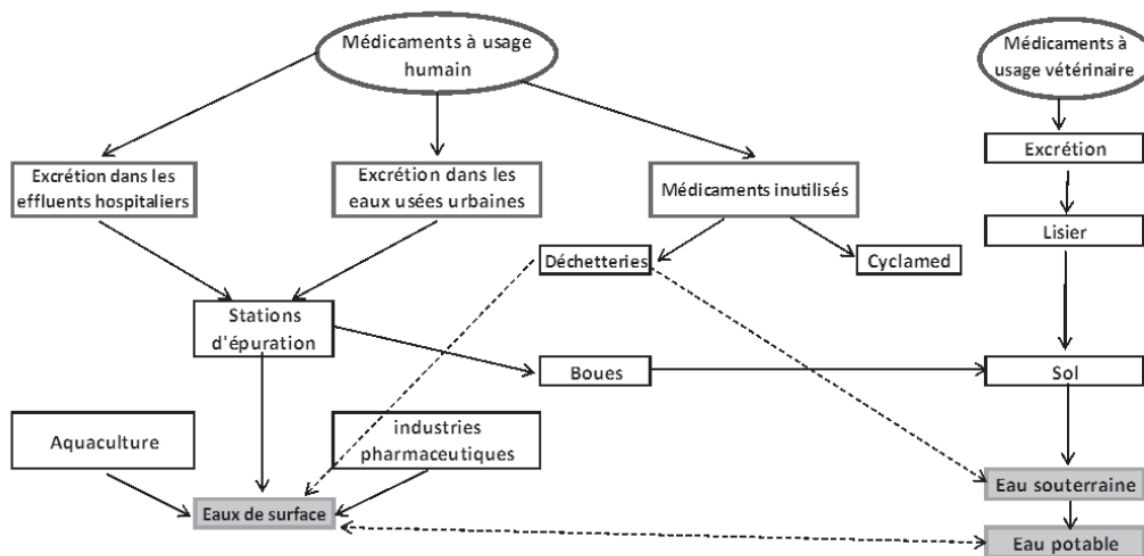 Médicaments à usage
humain
Médicaments à
usage vétérinaire
Excrétion
Excrétion dans les
effluents hospitaliers
Excrétion dans les
eaux usées urbaines
Médicaments inutilisés
Lisier
Déchetteries
Cyclamed
Stations
d'épuration
Boues
Sol
Aquaculture
industries
pharmaceutiques
Eau souterraine
Eaux de surface
Eau potable